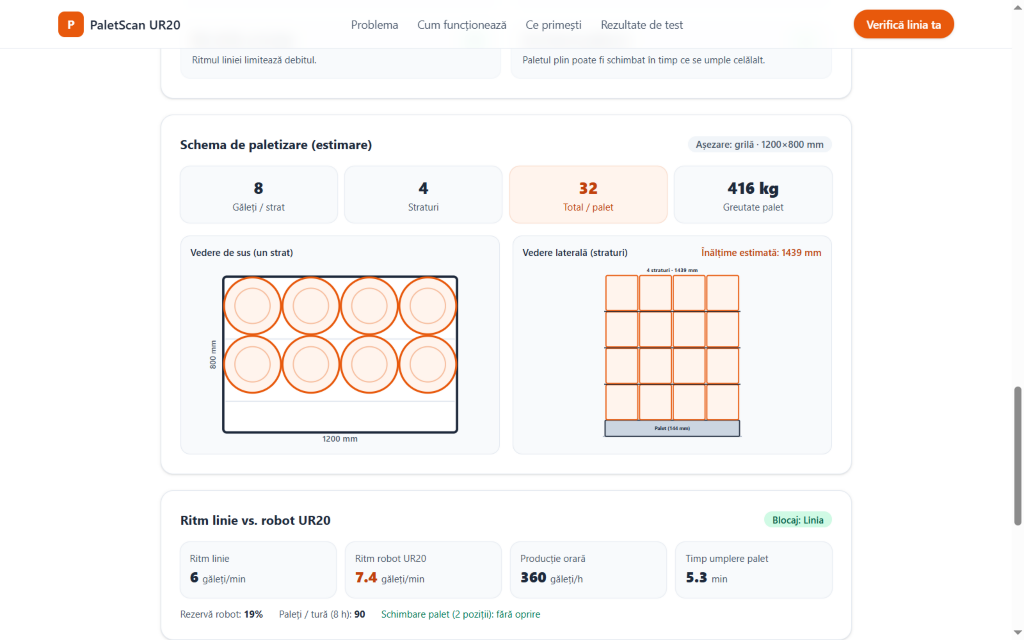 P PaletScan UR20
Problema
Cum funcționează
Ce primești
Rezultate de test
Verifică linia ta
Ritmul liniei limitează debitul.
Paletul plin poate fi schimbat în timp ce se umple celălalt.
Schema de paletizare (estimare)
Așezare: grilă · 1200×800 mm
8
Găleți / strat
4
Straturi
32
Total / palet
416 kg
Greutate palet
Vedere de sus (un strat)
800 mm
1200 mm
Vedere laterală (straturi)
Înălțime estimată: 1439 mm
4 straturi · 1439 mm
Palet (144 mm)
Ritm linie vs. robot UR20
Blocaj: Linia
Ritm linie
6 găleți/min
Ritm robot UR20
7.4 găleți/min
Producție orară
360 găleți/h
Timp umplere palet
5.3 min
Rezervă robot: 19%
Paleți / tură (8 h): 90
Schimbare palet (2 poziții): fără oprire